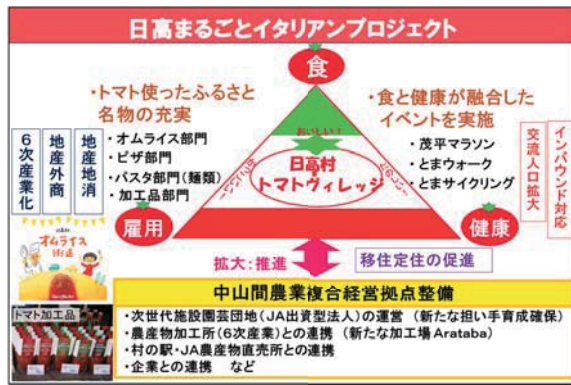 日高まるごとイタリアンプロジェクト
食
・トマト使ったふるさと
名物の充実
・オムライス部門
・ピザ部門
・パスタ部門(麺類)
・加工品部門
・食と健康が融合した
イベントを実施
・茂平マラソン
・とまウォーク
・とまサイクリング
6次産業化
地産外商
地産地消
おいしい!
日高村
トマトヴィレッジ
交流人口拡大
インバウンド対応
雇用
健康
オムライス
街道
拡大:推進
移住定住の促進
トマト加工品
中山間農業複合経営拠点整備
・次世代施設園芸団地(JA出資型法人)の運営 (新たな担い手育成確保)
・農産物加工所(6次産業)との連携 (新たな加工場Arataba)
・村の駅・JA農産物直売所との連携
・企業との連携 など